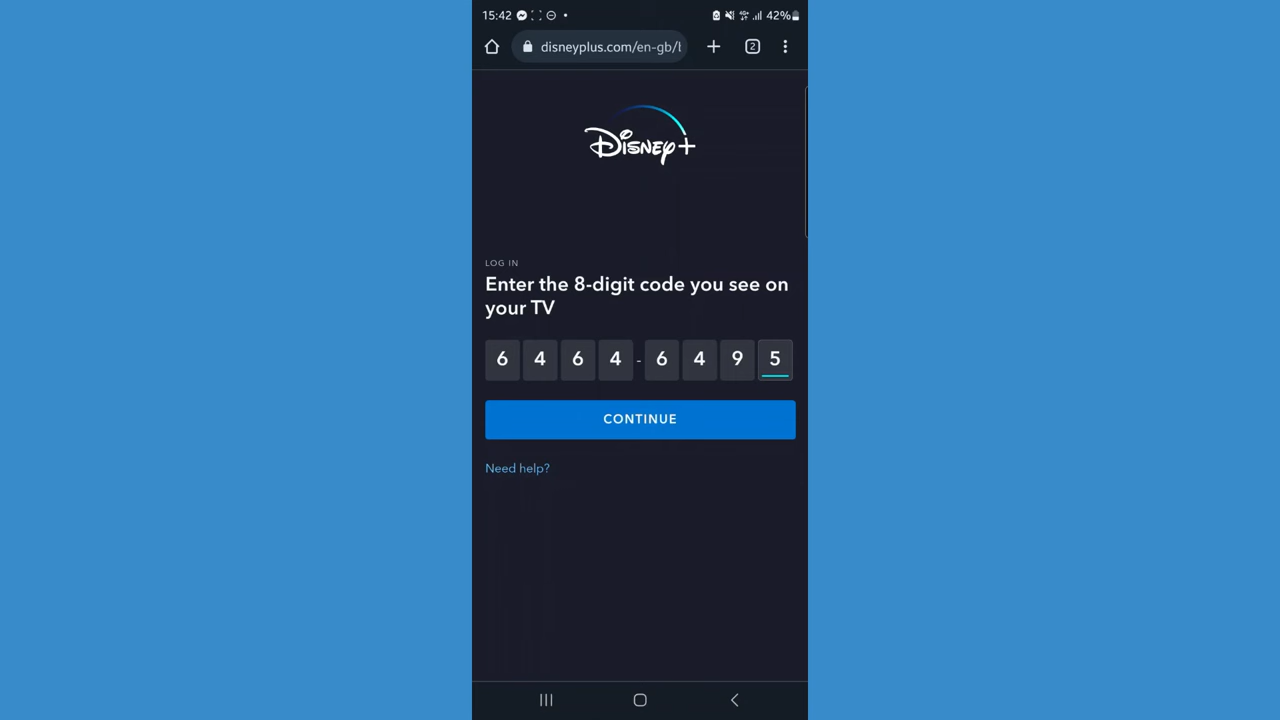 15:42 42%
disneyplus.com/en-gb/b 2
Disney+
LOG IN
Enter the 8-digit code you see on
your TV
6 4 6 4 - 6 4 9 5
CONTINUE
Need help?